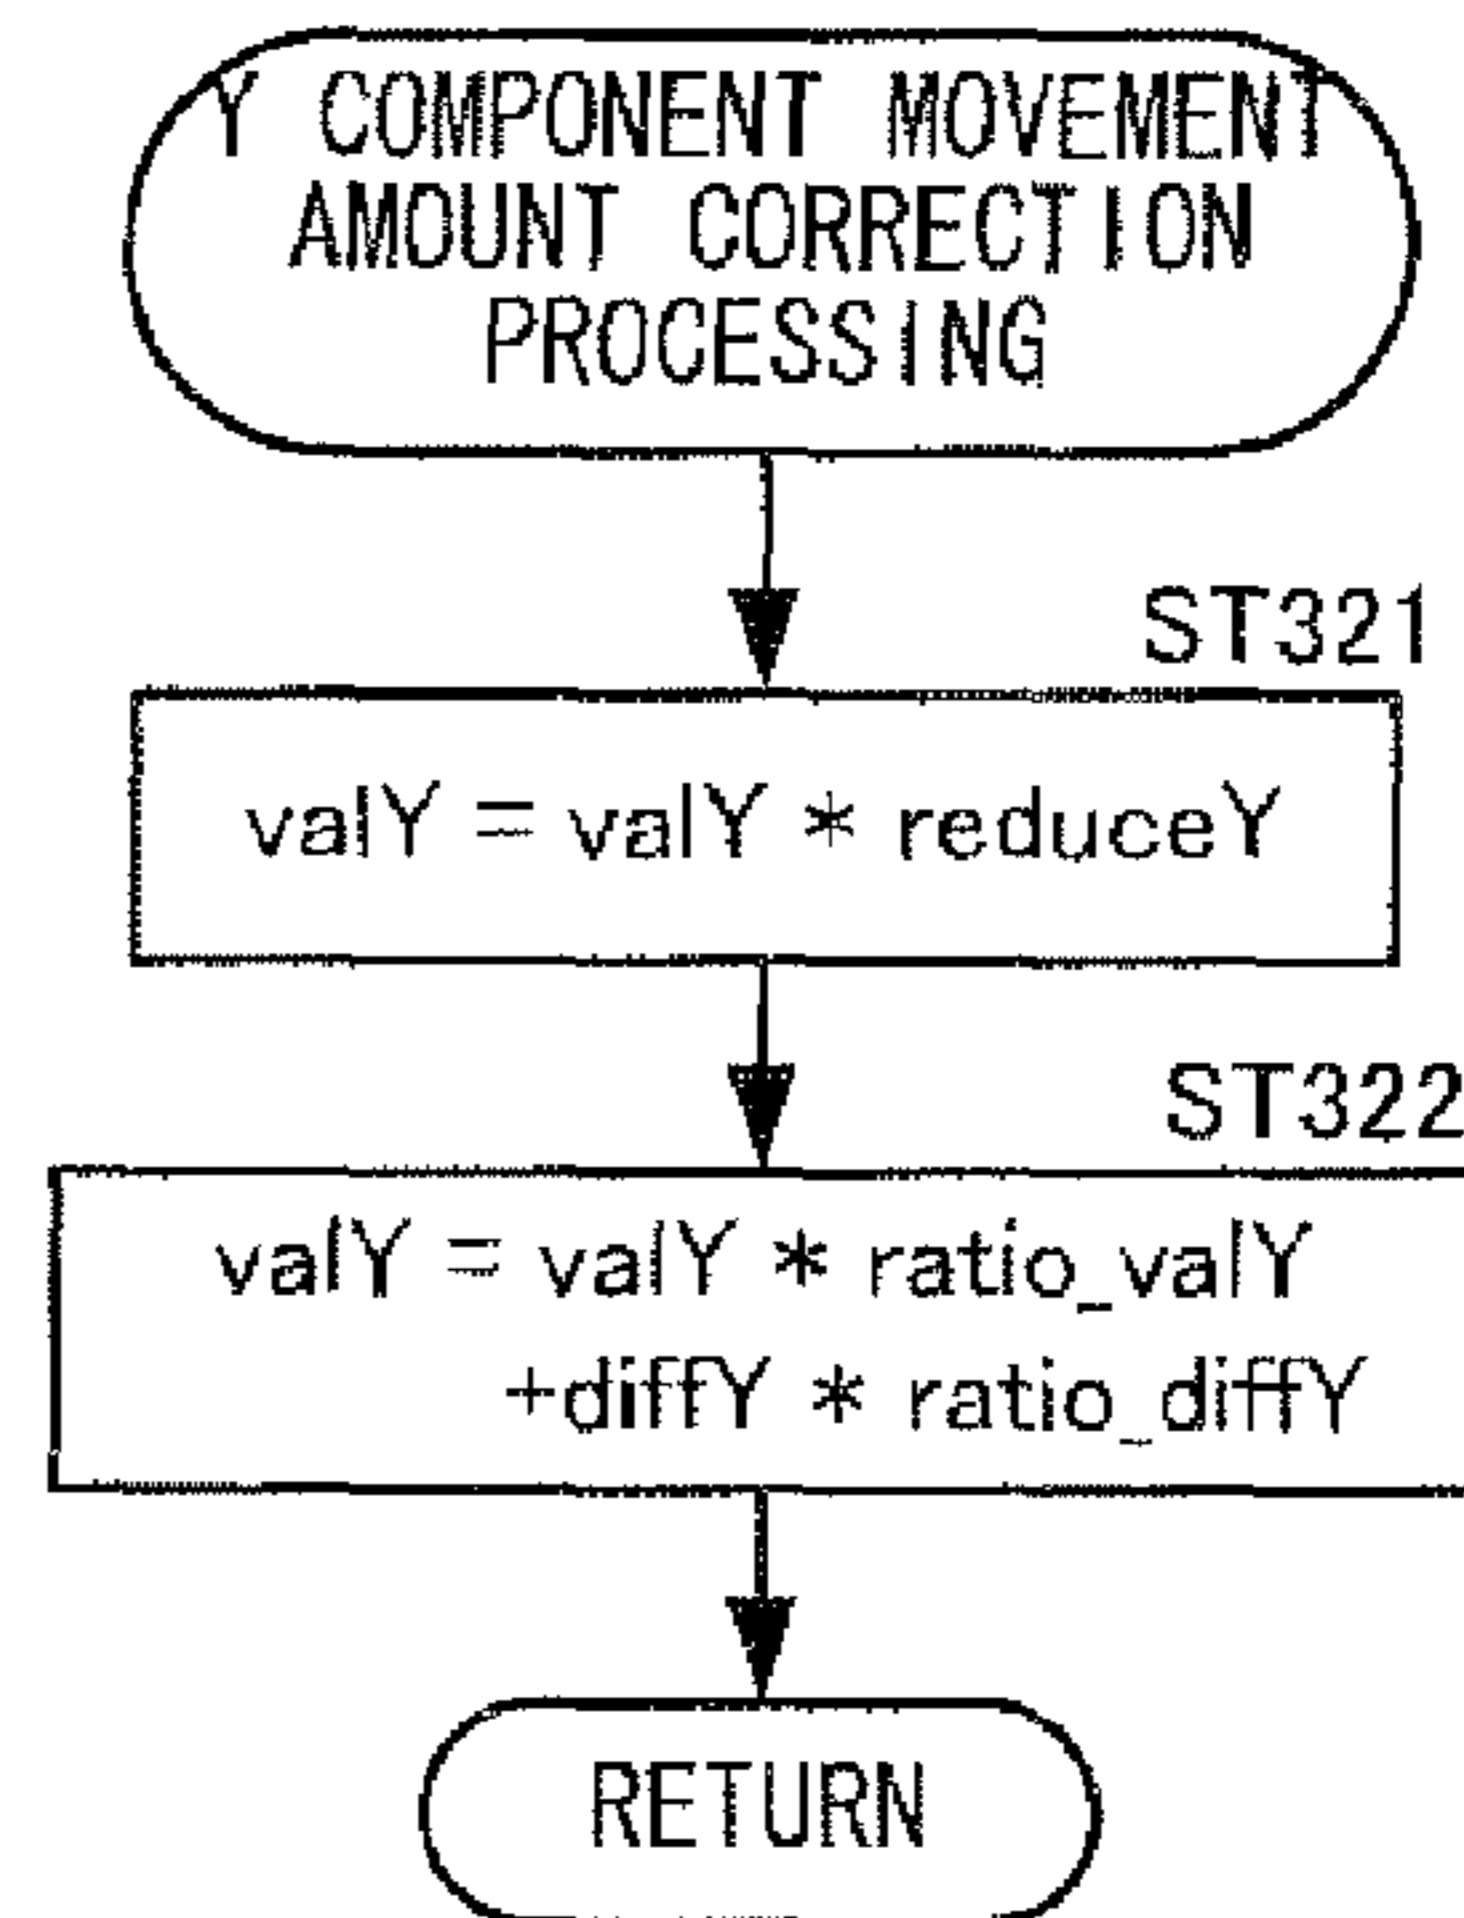 Y COMPONENT MOVEMENT
AMOUNT CORRECTION
PROCESSING
ST321
valY = valY * reduceY
ST322
valY = valY * ratio_valY
+diffY * ratio_diffY
RETURN